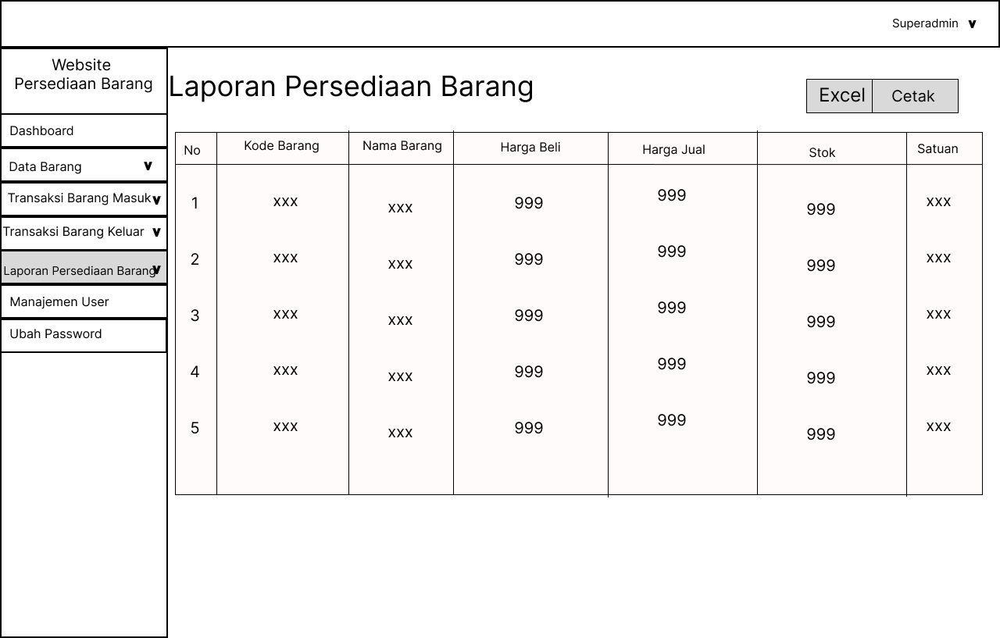 Superadmin v
Website
Persediaan Barang
Dashboard
Data Barang v
Transaksi Barang Masuk v
Transaksi Barang Keluar v
Laporan Persediaan Barang v
Manajemen User
Ubah Password
Laporan Persediaan Barang
Excel Cetak
No Kode Barang Nama Barang Harga Beli Harga Jual Stok Satuan
1 xxx xxx 999 999 999 xxx
2 xxx xxx 999 999 999 xxx
3 xxx xxx 999 999 999 xxx
4 xxx xxx 999 999 999 xxx
5 xxx xxx 999 999 999 xxx